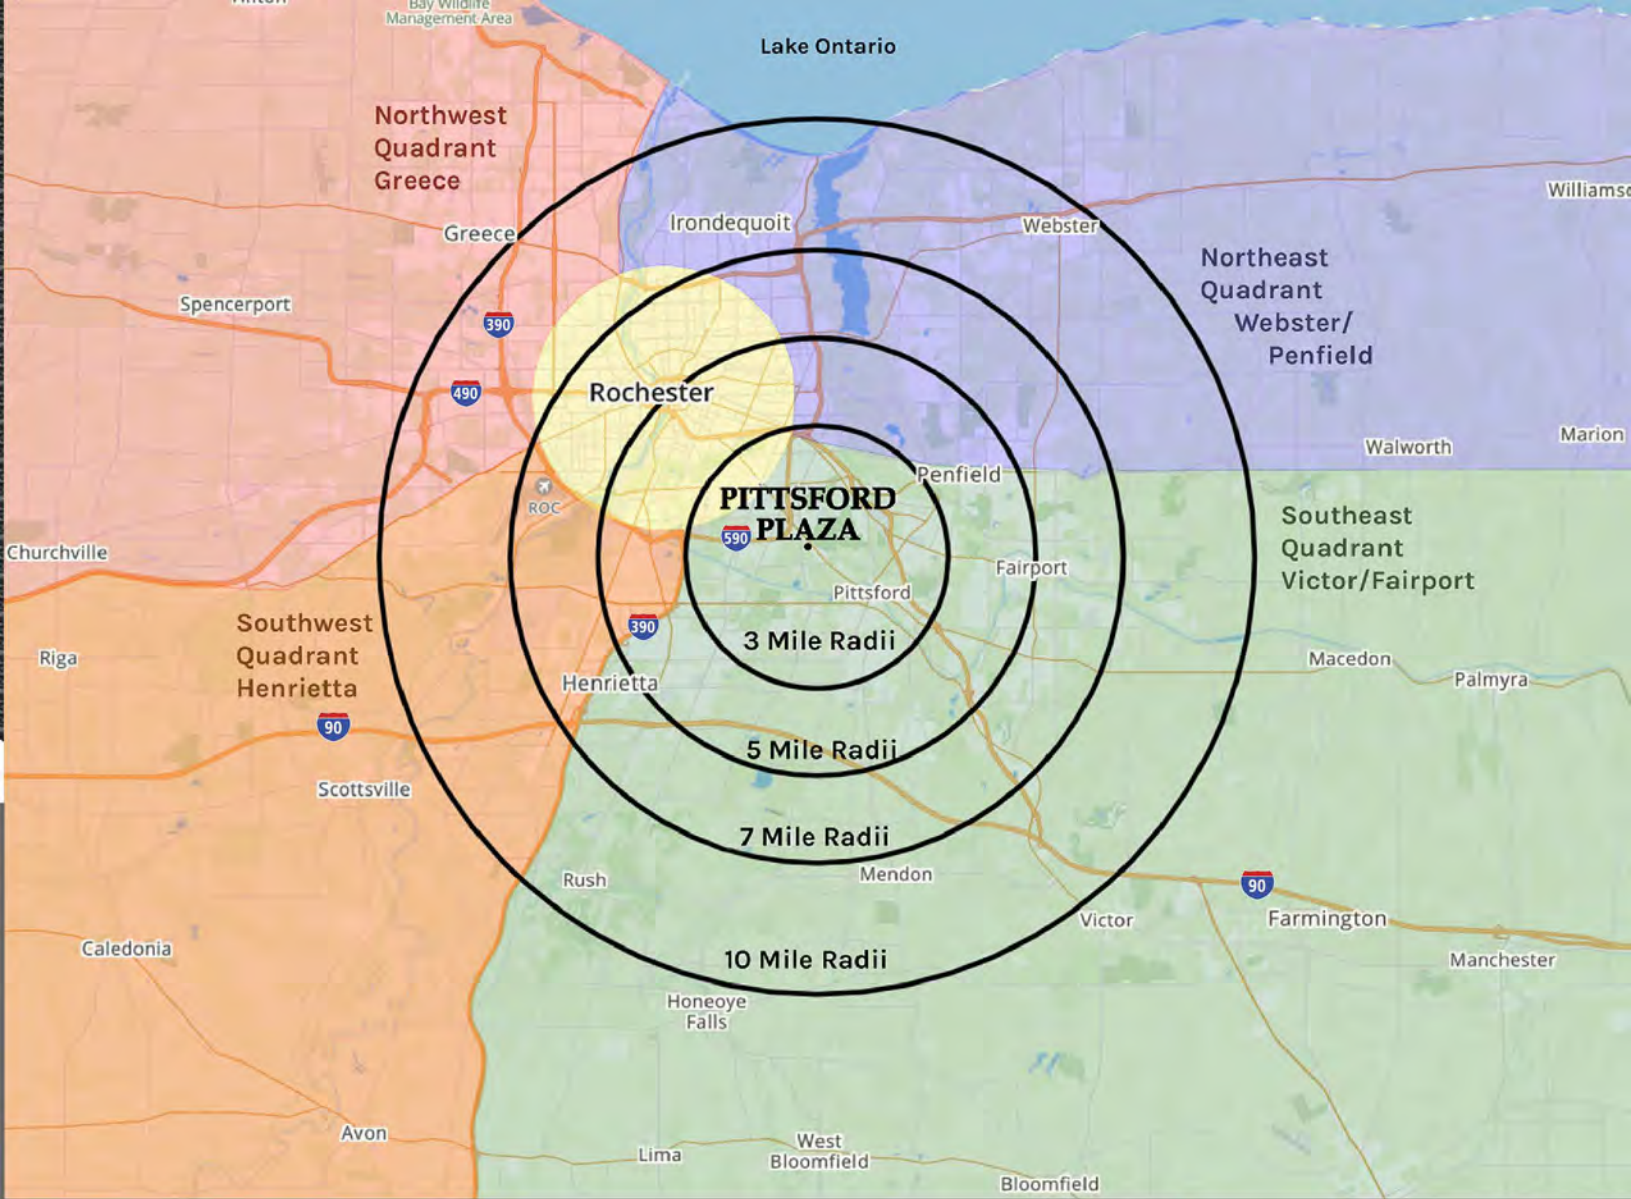 Bay Wildlife
Management Area
Lake Ontario
Northwest
Quadrant
Greece
Williams
Irondequoit
Webster
Greece
Northeast
Quadrant
Webster/
Penfield
Spencerport
390
490
Rochester
Marion
Walworth
Penfield
PITTSFORD
PLAZA
ROC
590
Southeast
Quadrant
Victor/Fairport
Churchville
Fairport
Pittsford
390
Southwest
Quadrant
Henrietta
3 Mile Radii
Riga
Macedon
Palmyra
Henrietta
90
5 Mile Radii
Scottsville
7 Mile Radii
Rush
Mendon
90
Victor
Farmington
Caledonia
10 Mile Radii
Manchester
Honeoye
Falls
Avon
West
Bloomfield
Lima
Bloomfield